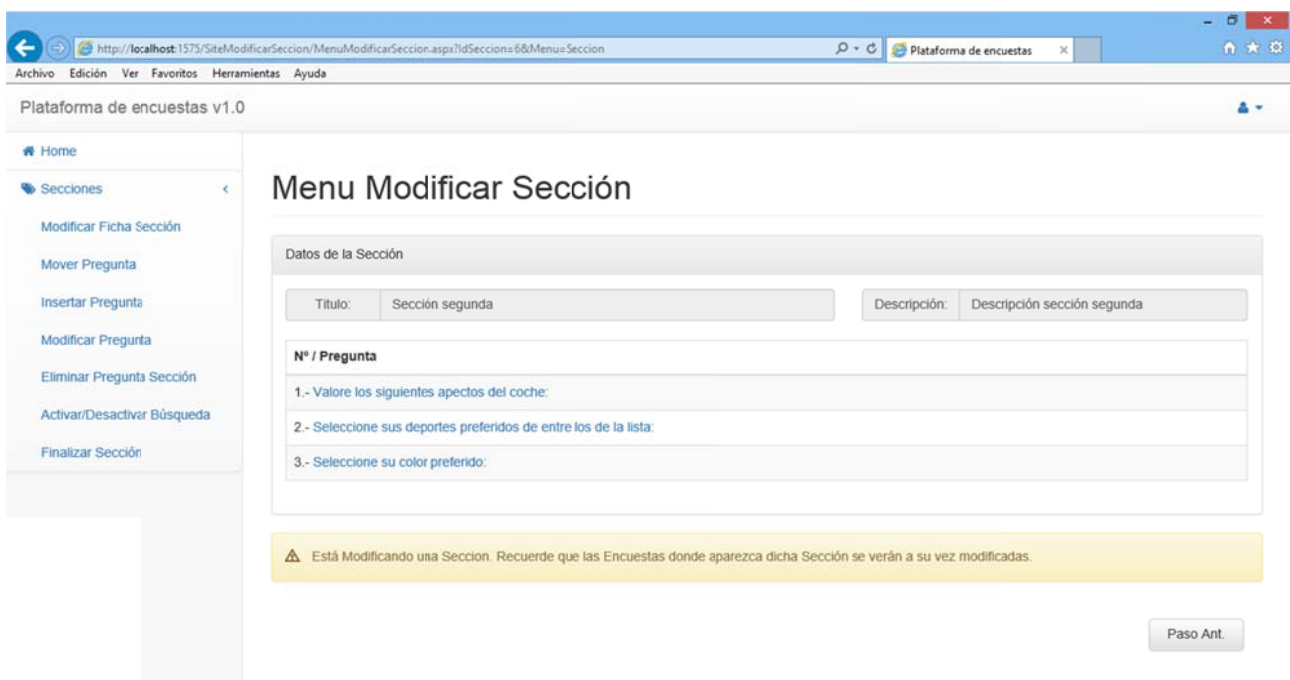 http://localhost:1575/SiteModificarSeccion/MenuModificarSeccion.aspx?IdSeccion=6&Menu=Seccion
Plataforma de encuestas
Archivo Edición Ver Favoritos Herramientas Ayuda
Plataforma de encuestas v1.0
Home
Secciones
Modificar Ficha Sección
Mover Pregunta
Insertar Pregunta
Modificar Pregunta
Eliminar Pregunta Sección
Activar/Desactivar Búsqueda
Finalizar Sección
Menu Modificar Sección
Datos de la Sección
Titulo: Sección segunda Descripción: Descripción sección segunda
Nº / Pregunta
1.- Valore los siguientes apectos del coche:
2.- Seleccione sus deportes preferidos de entre los de la lista:
3.- Seleccione su color preferido:
Está Modificando una Seccion. Recuerde que las Encuestas donde aparezca dicha Sección se verán a su vez modificadas.
Paso Ant.